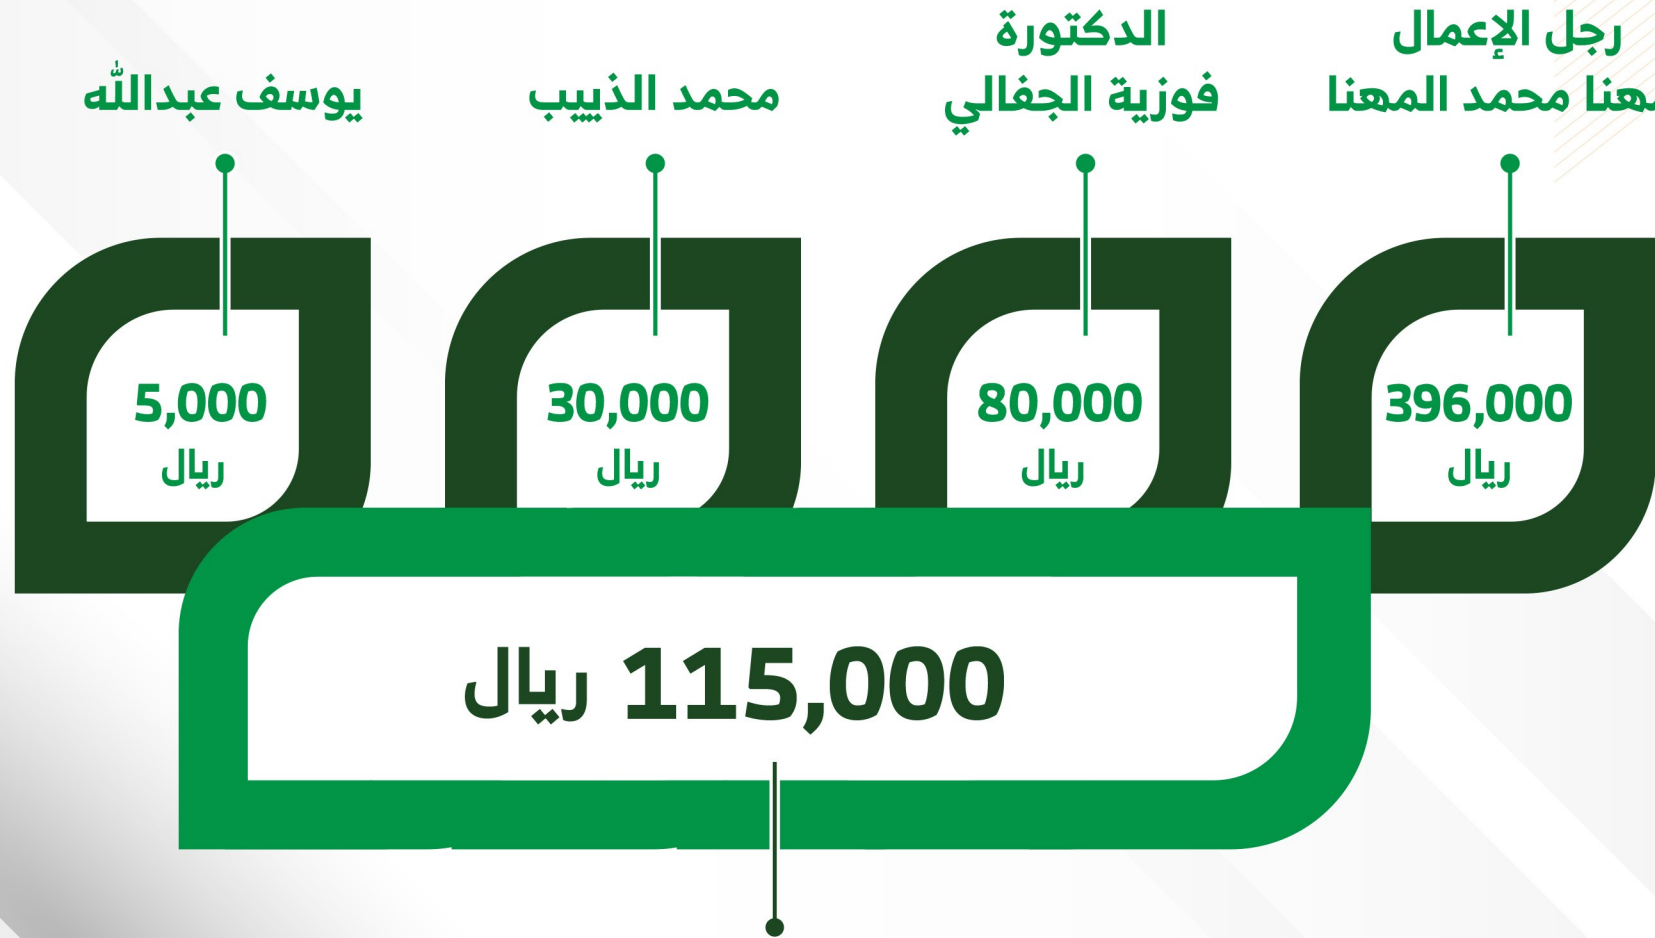 رجل الإعمال
محمد المهنا
396,000
ريال
الدكتورة
فوزية الجفالي
80,000
ريال
محمد الذييب
30,000
ريال
يوسف عبدالله
5,000
ريال
115,000 ريال